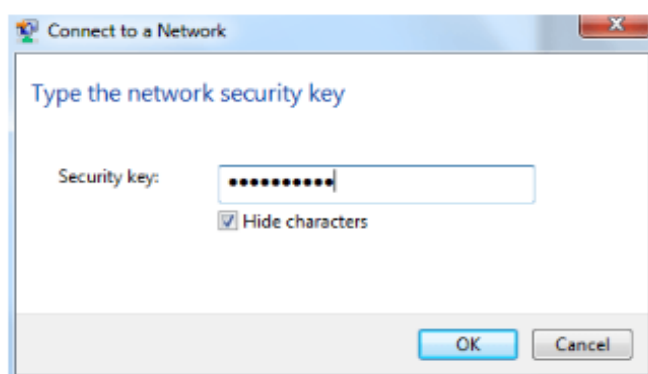 Connect to a Network
Type the network security key
Security key: ••••••••••
Hide characters
OK Cancel